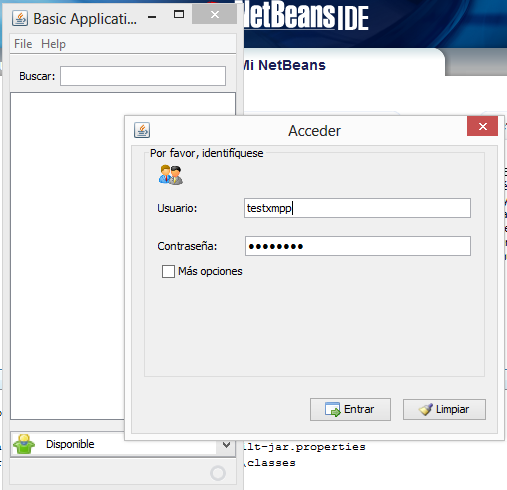 Basic Applicati...
NetBeans IDE
File Help
Mi NetBeans
Buscar:
Acceder
Por favor, identifíquese
Usuario:
testxmpp
Contraseña:
Más opciones
Entrar
Limpiar
Disponible
lt-jar.properties
\classes